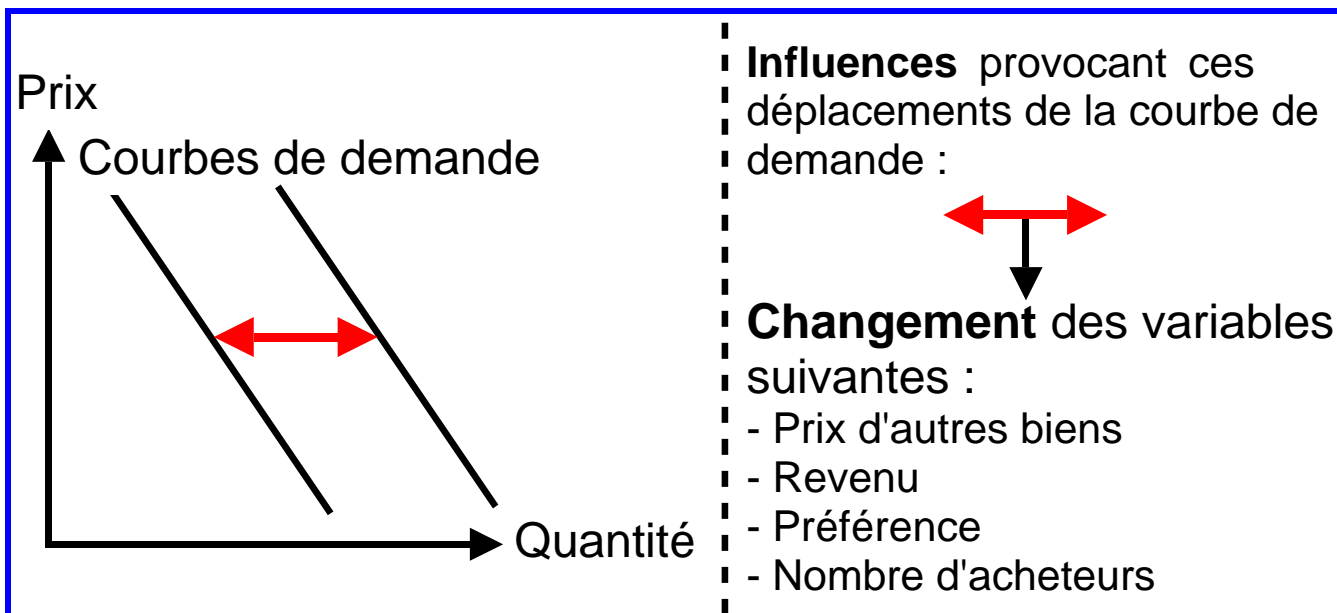 Prix
Courbes de demande
Quantité
Influences provocant ces
déplacements de la courbe de
demande :
Changement des variables
suivantes :
- Prix d'autres biens
- Revenu
- Préférence
- Nombre d'acheteurs